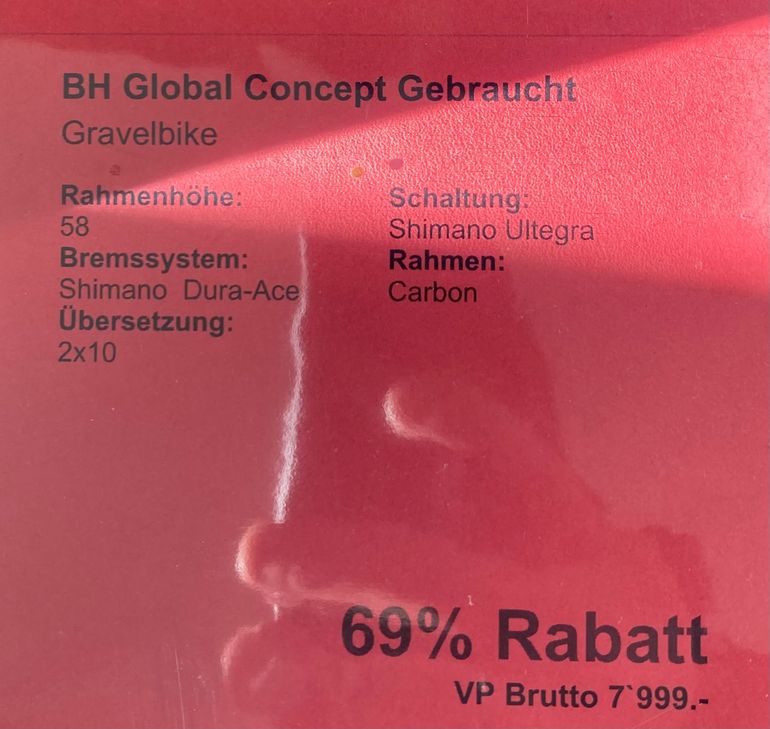 BH Global Concept Gebraucht
Gravelbike
Rahmenhöhe:
58
Bremssystem:
Shimano Dura-Ace
Übersetzung:
2x10
Schaltung:
Shimano Ultegra
Rahmen:
Carbon
69% Rabatt
VP Brutto 7`999.-